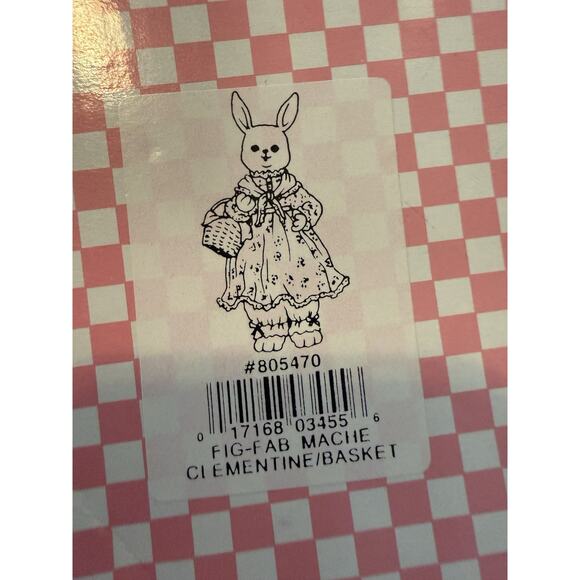 #805470
0 17168 03455 6
FIG-FAB MACHE
CLEMENTINE/BASKET